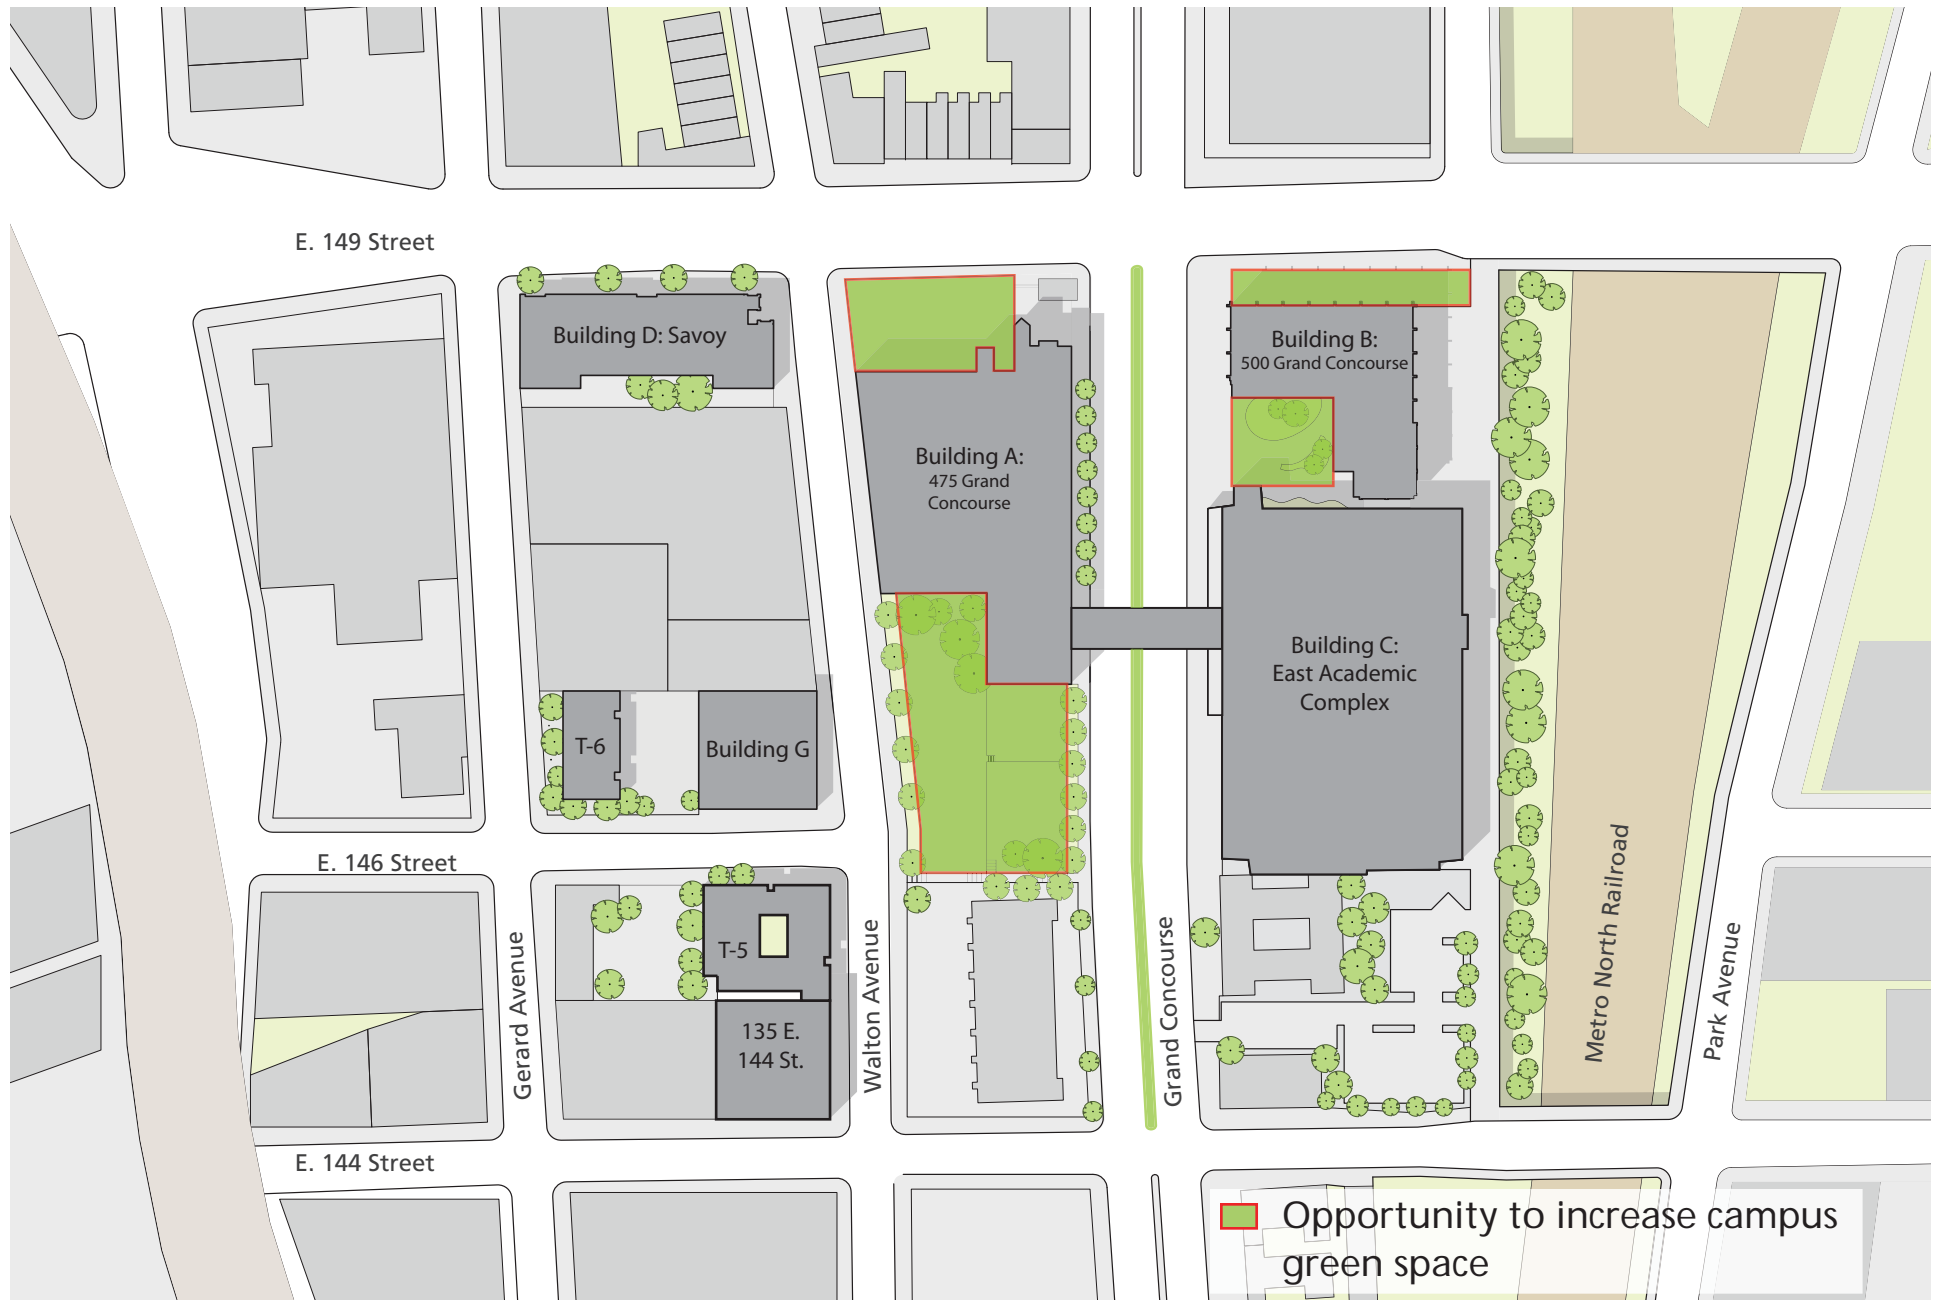 E. 149 Street
Building D: Savoy
Building B:
500 Grand Concourse
Building A:
475 Grand
Concourse
Building C:
East Academic
Complex
T-6
Building G
E. 146 Street
T-5
135 E.
144 St.
Gerard Avenue
Walton Avenue
Grand Concourse
Metro North Railroad
Park Avenue
E. 144 Street
Opportunity to increase campus
green space